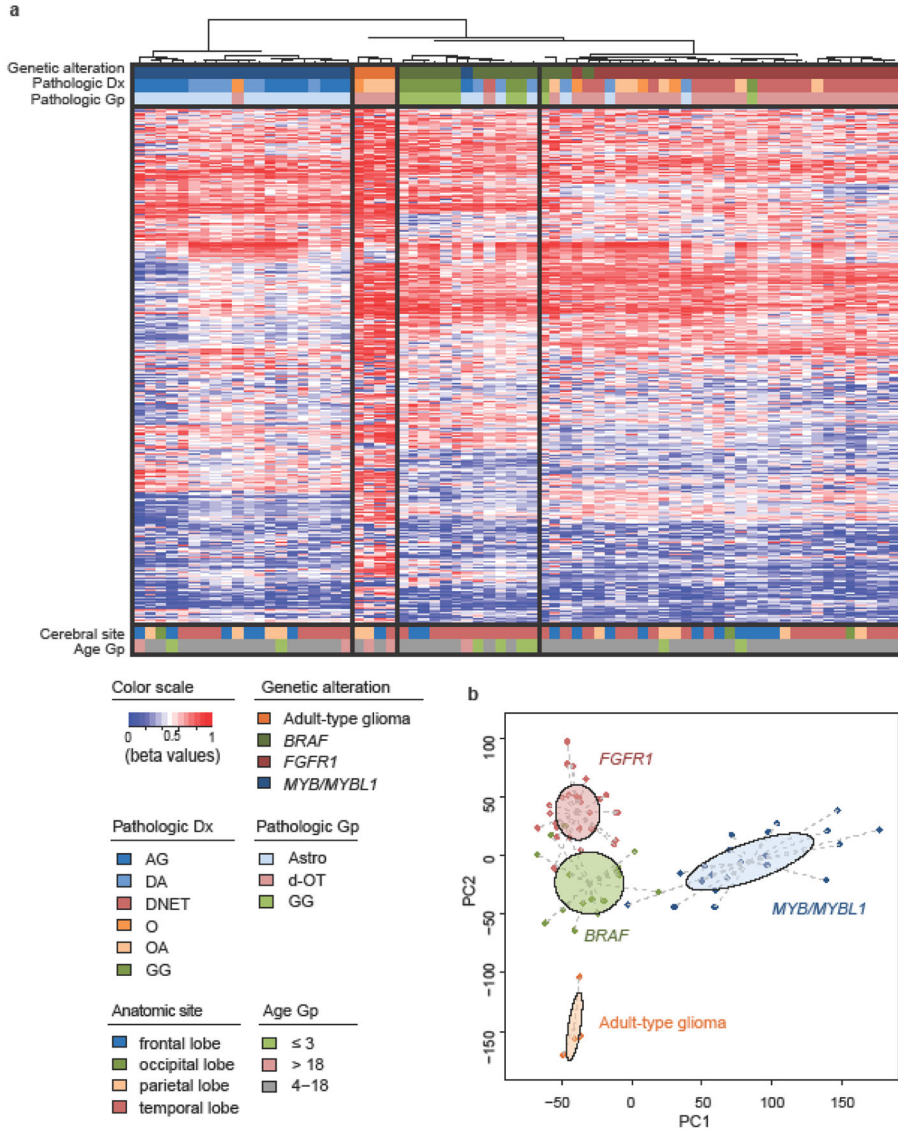 a
Genetic alteration
Pathologic Dx
Pathologic Gp
Cerebral site
Age Gp
Color scale
0 0.5 1
(beta values)
Genetic alteration
Adult-type glioma
BRAF
FGFR1
MYB/MYBL1
Pathologic Dx
AG
DA
DNET
O
OA
GG
Pathologic Gp
Astro
d-OT
GG
Anatomic site
frontal lobe
occipital lobe
parietal lobe
temporal lobe
Age Gp
≤ 3
> 18
4–18
b
FGFR1
MYB/MYBL1
BRAF
Adult-type glioma
PC2
100
50
0
−50
−100
−150
−50 0 50 100 150
PC1